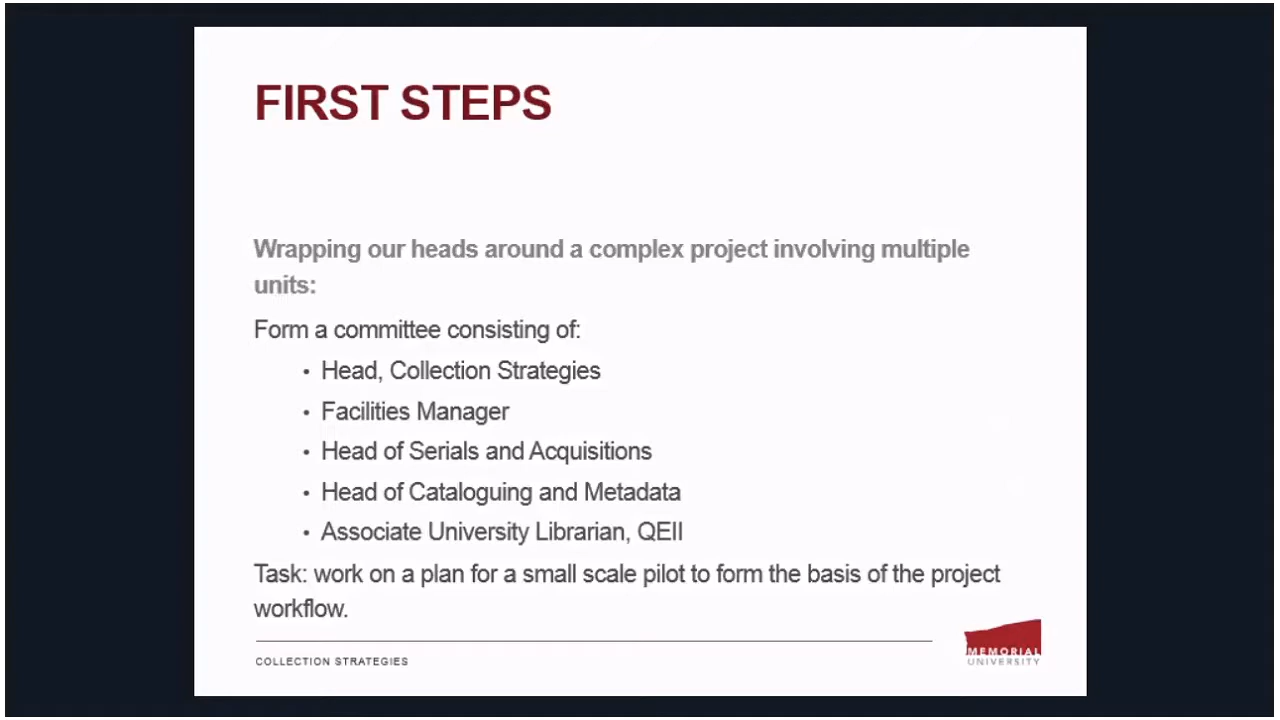 FIRST STEPS
Wrapping our heads around a complex project involving multiple
units:
Form a committee consisting of:
• Head, Collection Strategies
• Facilities Manager
• Head of Serials and Acquisitions
• Head of Cataloguing and Metadata
• Associate University Librarian, QEII
Task: work on a plan for a small scale pilot to form the basis of the project
workflow.
COLLECTION STRATEGIES
MEMORIAL
UNIVERSITY